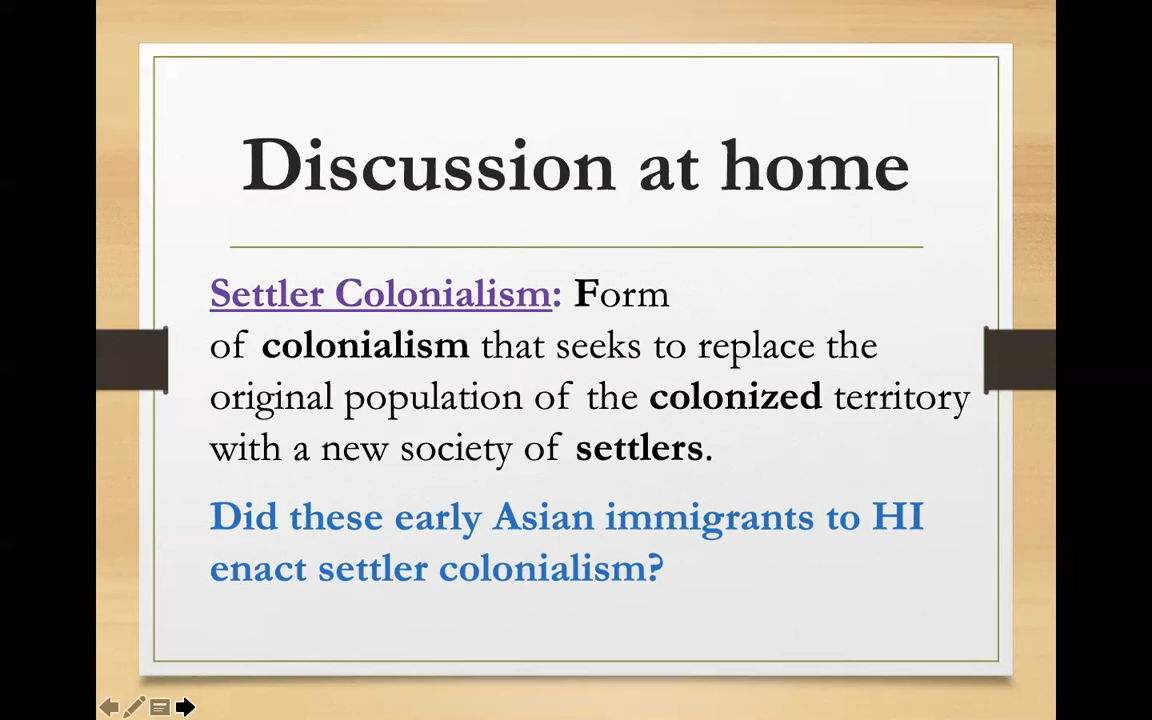 Discussion at home
Settler Colonialism: Form
of colonialism that seeks to replace the
original population of the colonized territory
with a new society of settlers.
Did these early Asian immigrants to HI
enact settler colonialism?